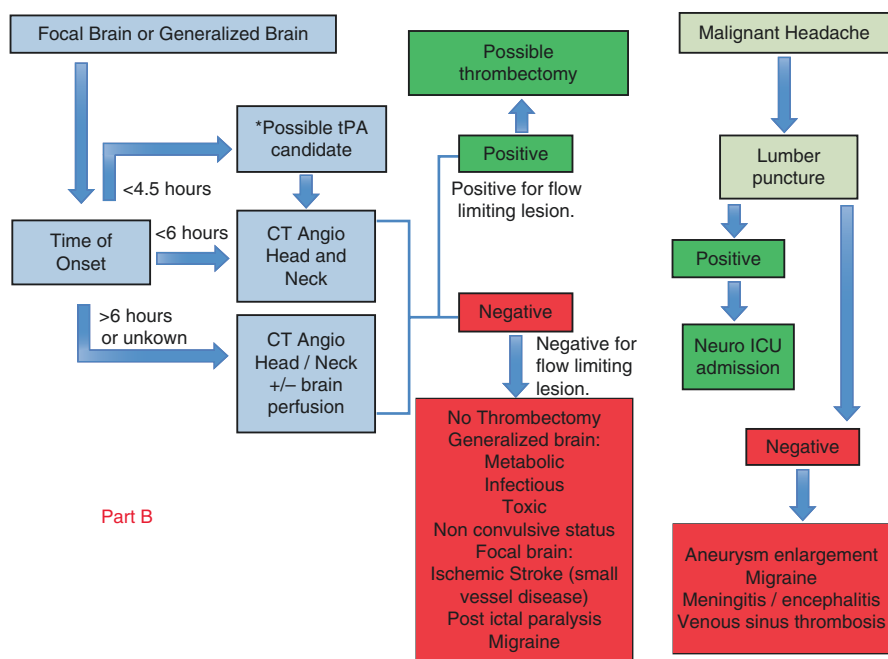 Focal Brain or Generalized Brain
<4.5 hours
*Possible tPA
candidate
Time of
Onset
<6 hours
CT Angio
Head and
Neck
>6 hours
or unkown
CT Angio
Head / Neck
+/– brain
perfusion
Possible
thrombectomy
Positive
Positive for flow
limiting lesion.
Negative
Negative for
flow limiting
lesion.
No Thrombectomy
Generalized brain:
Metabolic
Infectious
Toxic
Non convulsive status
Focal brain:
Ischemic Stroke (small
vessel disease)
Post ictal paralysis
Migraine
Part B
Malignant Headache
Lumber
puncture
Positive
Neuro ICU
admission
Negative
Aneurysm enlargement
Migraine
Meningitis / encephalitis
Venous sinus thrombosis